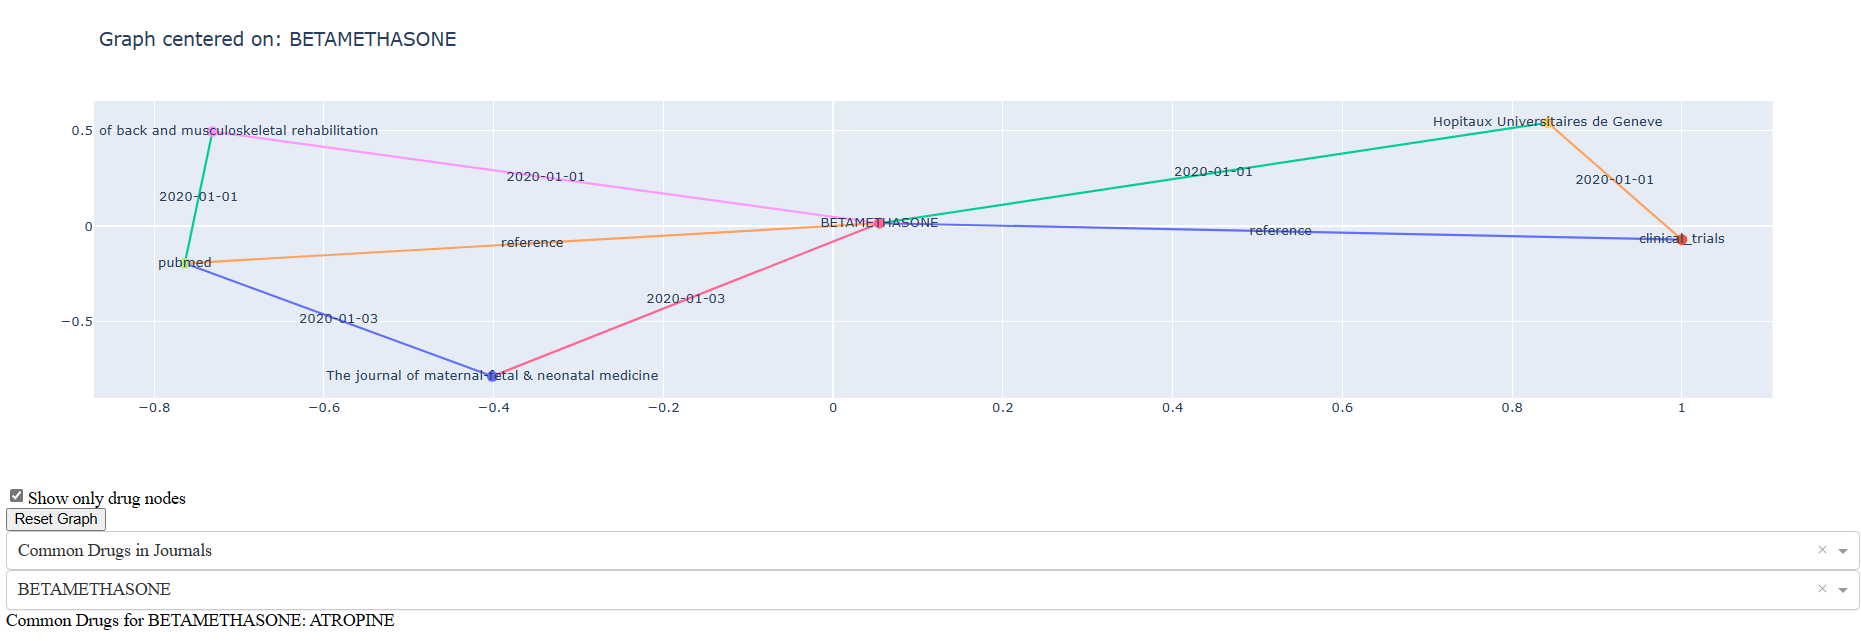 Graph centered on: BETAMETHASONE
0.5
of back and musculoskeletal rehabilitation
Hopitaux Universitaires de Geneve
2020-01-01
2020-01-01
2020-01-01
2020-01-01
0
BETAMETHASONE
reference
reference
clinical_trials
pubmed
2020-01-03
2020-01-03
−0.5
The journal of maternal-fetal & neonatal medicine
−0.8 −0.6 −0.4 −0.2 0 0.2 0.4 0.6 0.8 1
Show only drug nodes
Reset Graph
Common Drugs in Journals ×
BETAMETHASONE ×
Common Drugs for BETAMETHASONE: ATROPINE